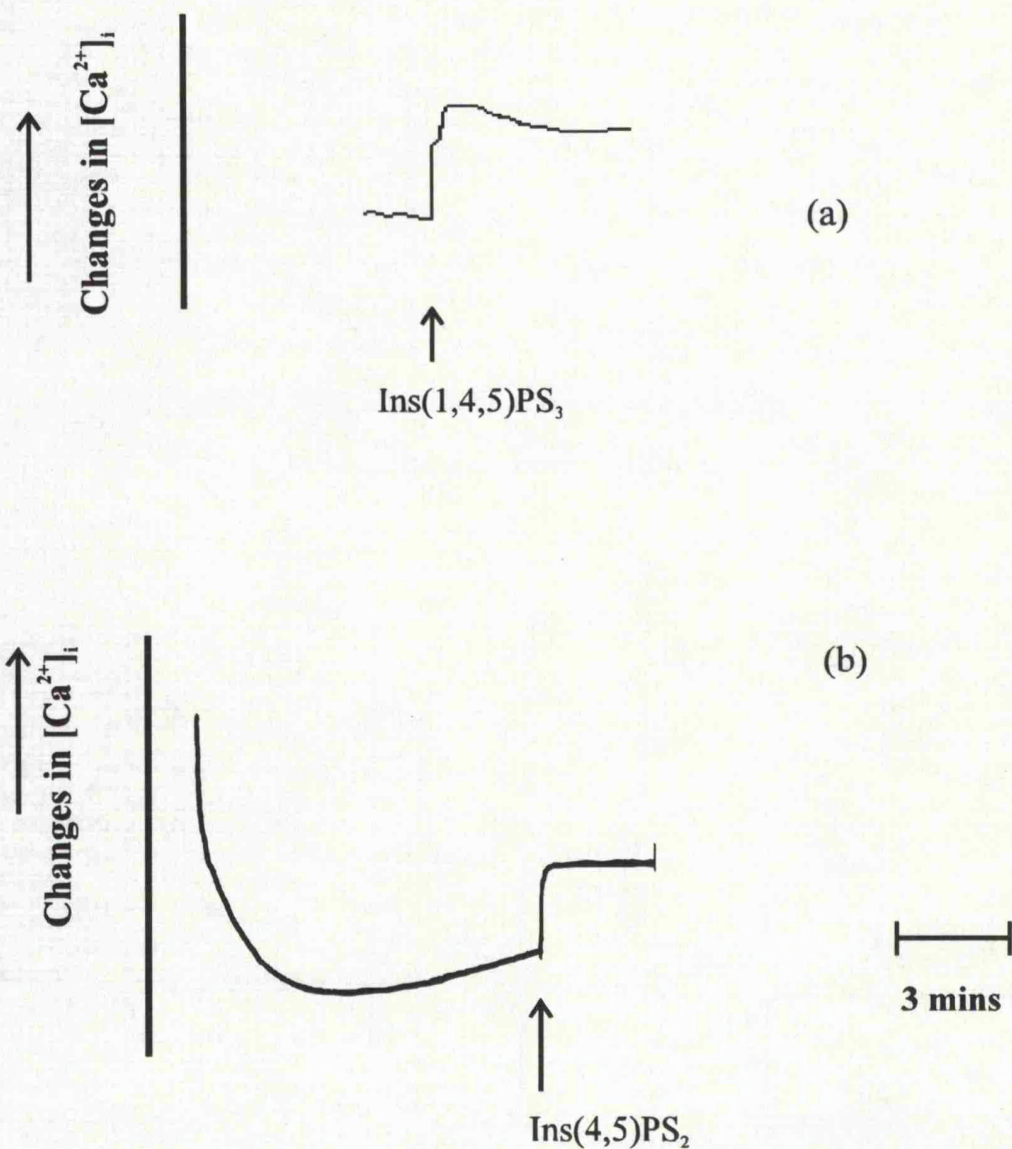 Changes in [Ca²⁺]ᵢ
(a)
Ins(1,4,5)PS₃
Changes in [Ca²⁺]ᵢ
(b)
3 mins
Ins(4,5)PS₂